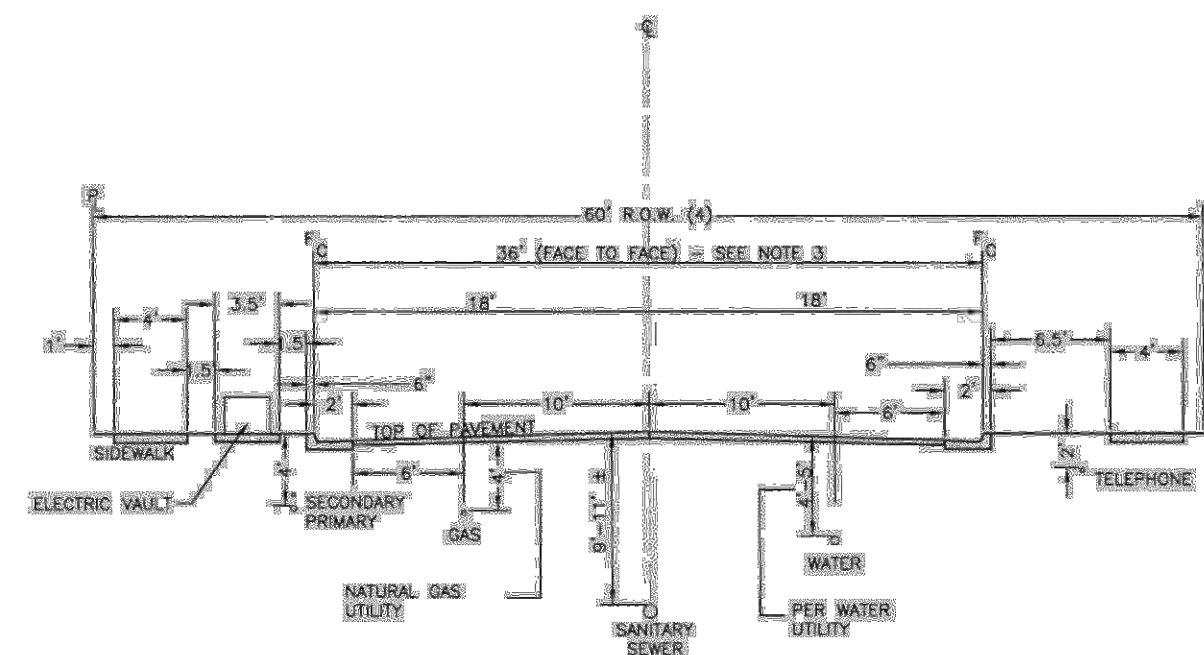 ℄
P
60' R.O.W. (4)
F
C
36' (FACE TO FACE) – SEE NOTE 3
F
C
3.5'
18'
18'
4'
1'
1.5
6.5'
4'
6"
1.5
6"
2'
10'
10'
6'
2'
TOP OF PAVEMENT
SIDEWALK
6'
4'
4'
9'-11' ±
4'-5'
2'
TELEPHONE
ELECTRIC VAULT
SECONDARY
PRIMARY
GAS
WATER
NATURAL GAS
UTILITY
SANITARY
SEWER
PER WATER
UTILITY